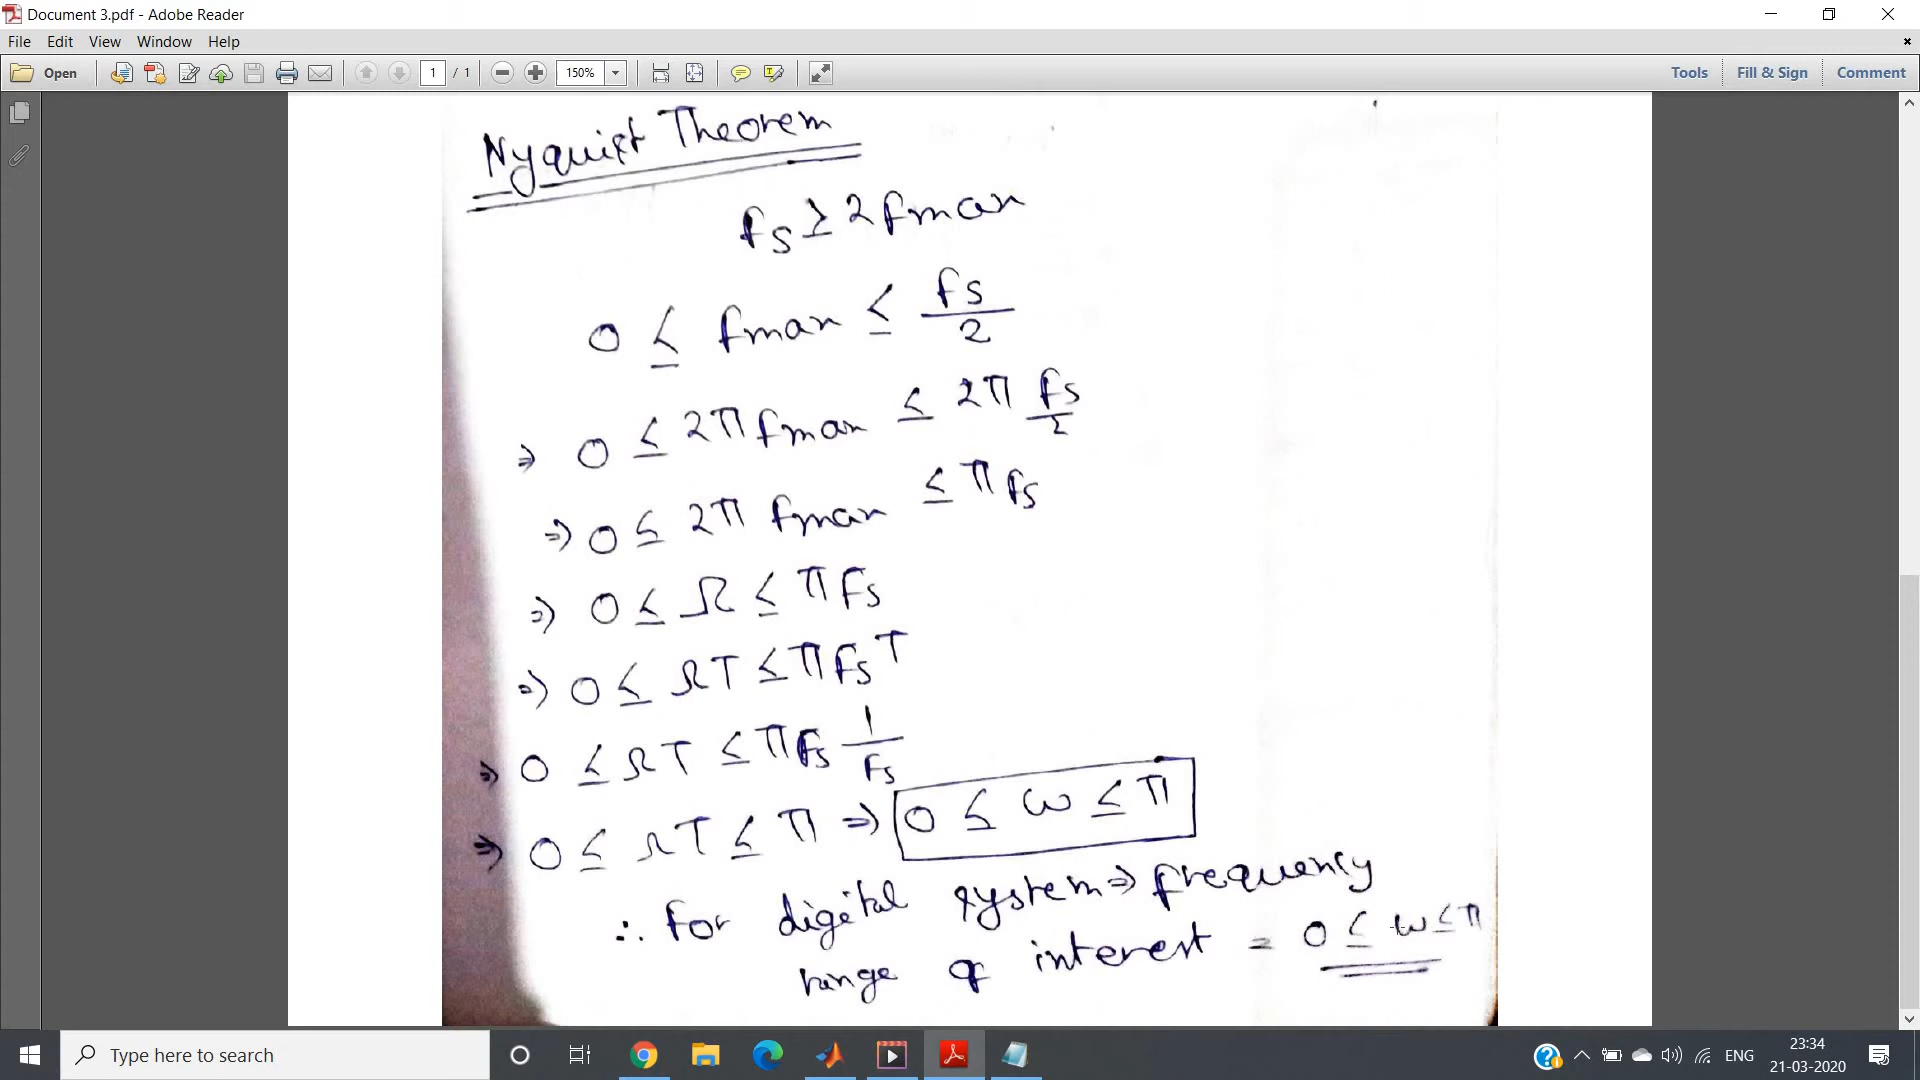 Document 3.pdf - Adobe Reader
File Edit View Window Help
Open 1 / 1 150% Tools Fill & Sign Comment
Nyquist Theorem
fs ≥ 2fmax
0 ≤ fmax ≤ fs/2
⇒ 0 ≤ 2π fmax ≤ 2π fs/2
⇒ 0 ≤ 2π fmax ≤ π fs
⇒ 0 ≤ Ω ≤ π Fs
⇒ 0 ≤ ΩT ≤ π Fs T
⇒ 0 ≤ ΩT ≤ π Fs 1/Fs
⇒ 0 ≤ ΩT ≤ π ⇒ 0 ≤ ω ≤ π
∴ For digital system ⇒ frequency
range of interest = 0 ≤ ω ≤ π
Type here to search
ENG
23:34
21-03-2020